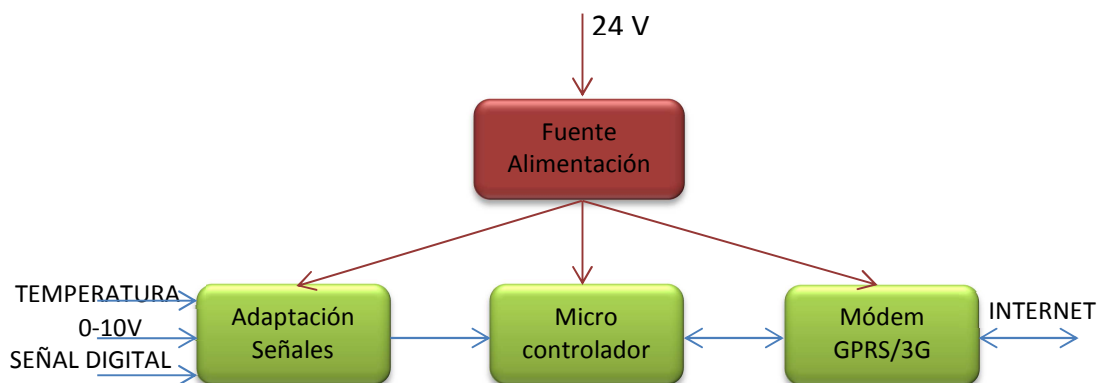 24 V
Fuente
Alimentación
TEMPERATURA
0-10V
SEÑAL DIGITAL
Adaptación
Señales
Micro
controlador
Módem
GPRS/3G
INTERNET